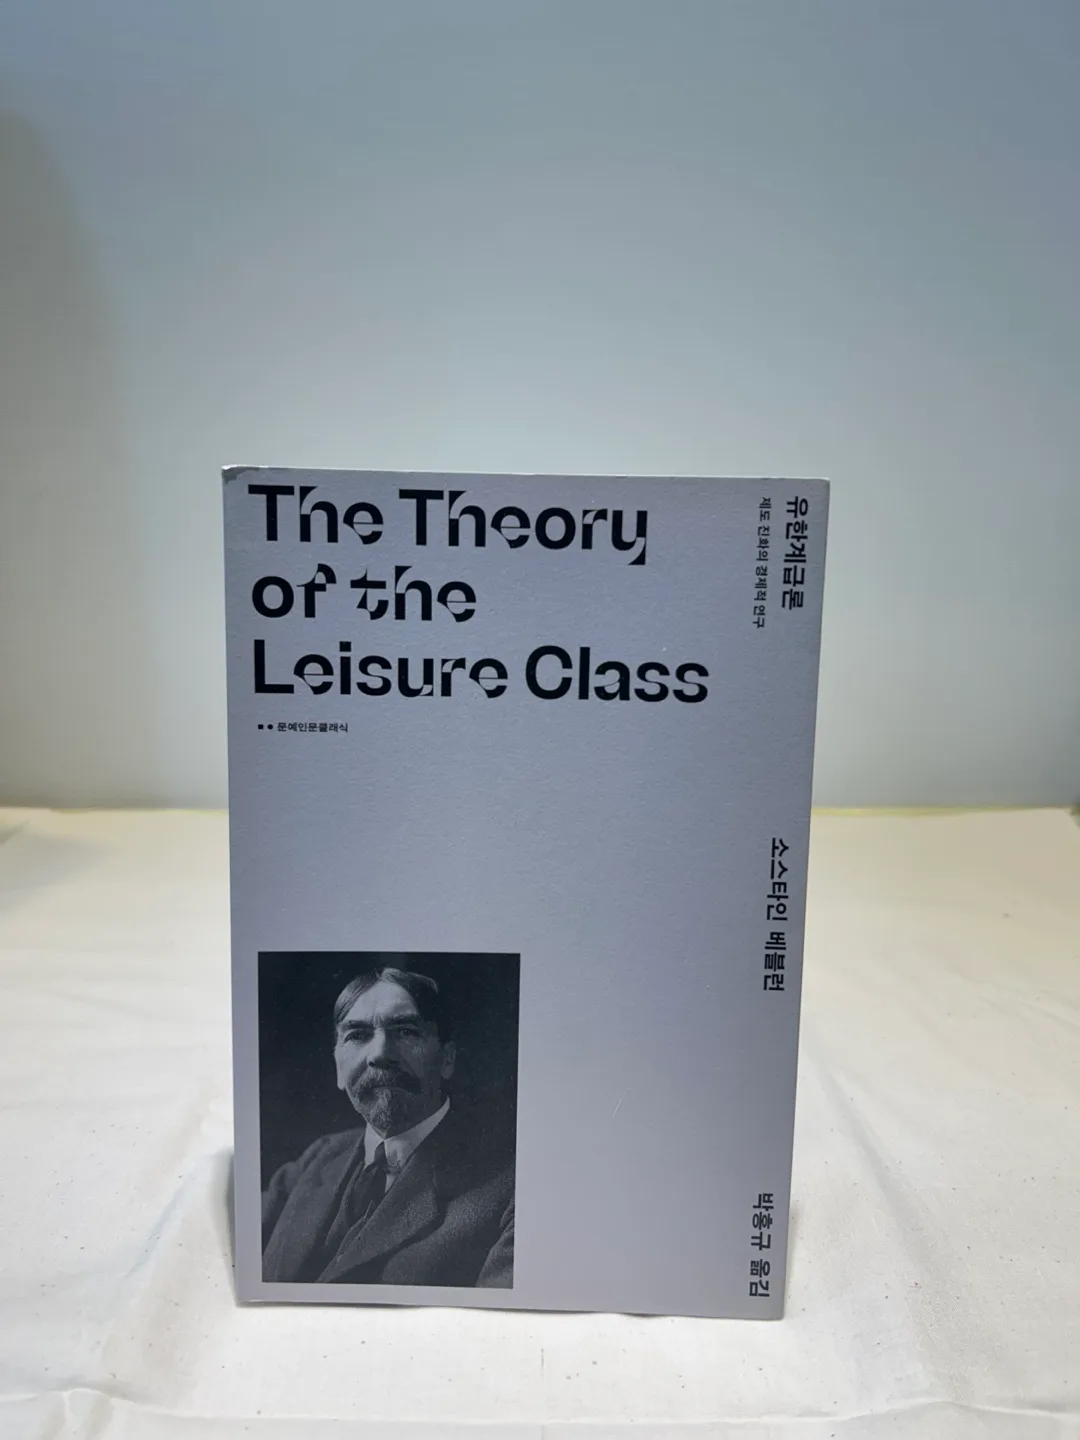 The Theory
of the
Leisure Class
문예인문클래식
유한계급론
제도 진화의 경제적 연구
소스타인 베블런
박홍규 옮김